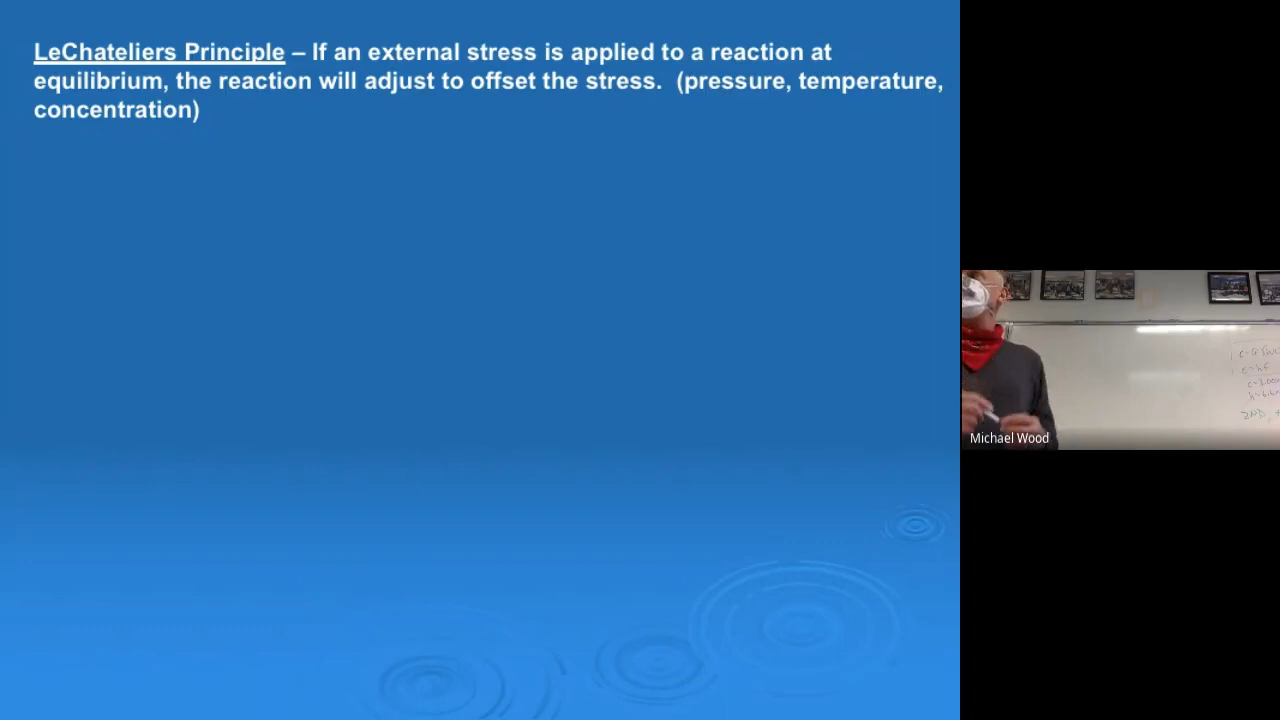 LeChateliers Principle – If an external stress is applied to a reaction at
equilibrium, the reaction will adjust to offset the stress.  (pressure, temperature,
concentration)
Michael Wood